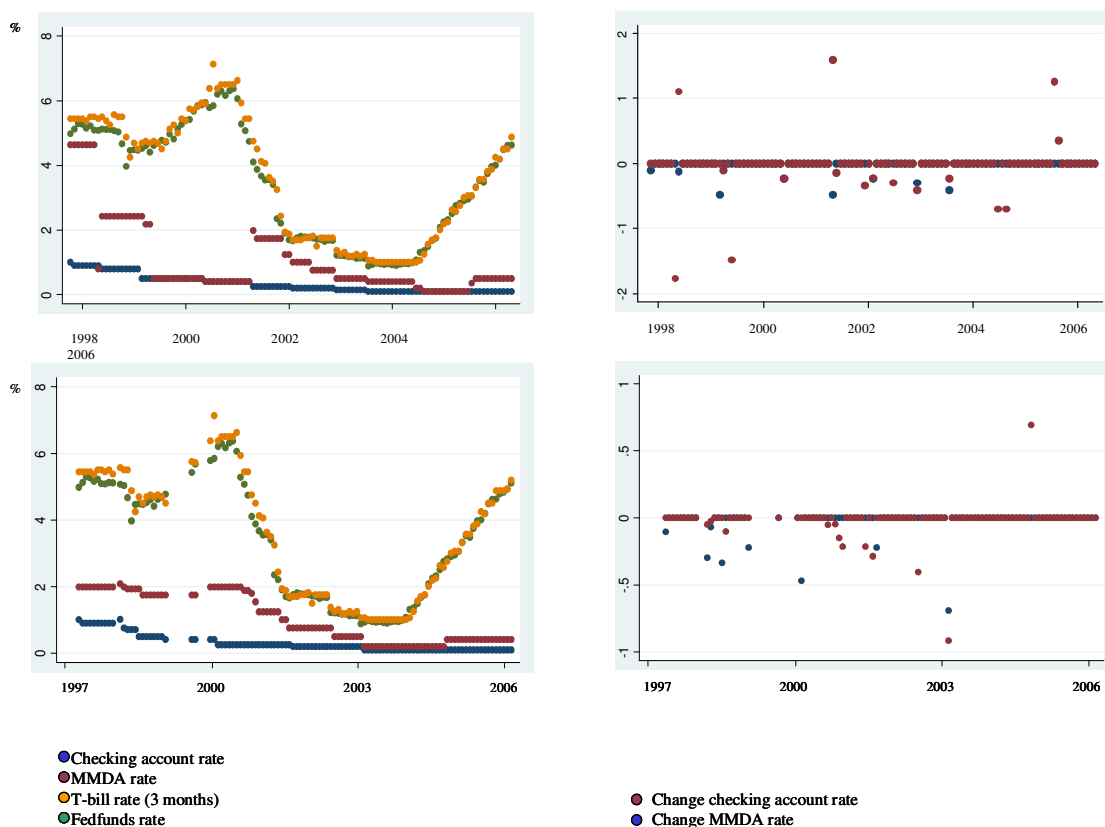 %
8
6
4
2
0
1998 2000 2002 2004
2006
2
1
0
-1
-2
1998 2000 2002 2004 2006
%
8
6
4
2
0
1997 2000 2003 2006
1
.5
0
-.5
-1
1997 2000 2003 2006
Checking account rate
MMDA rate
T-bill rate (3 months)
Fedfunds rate
Change checking account rate
Change MMDA rate